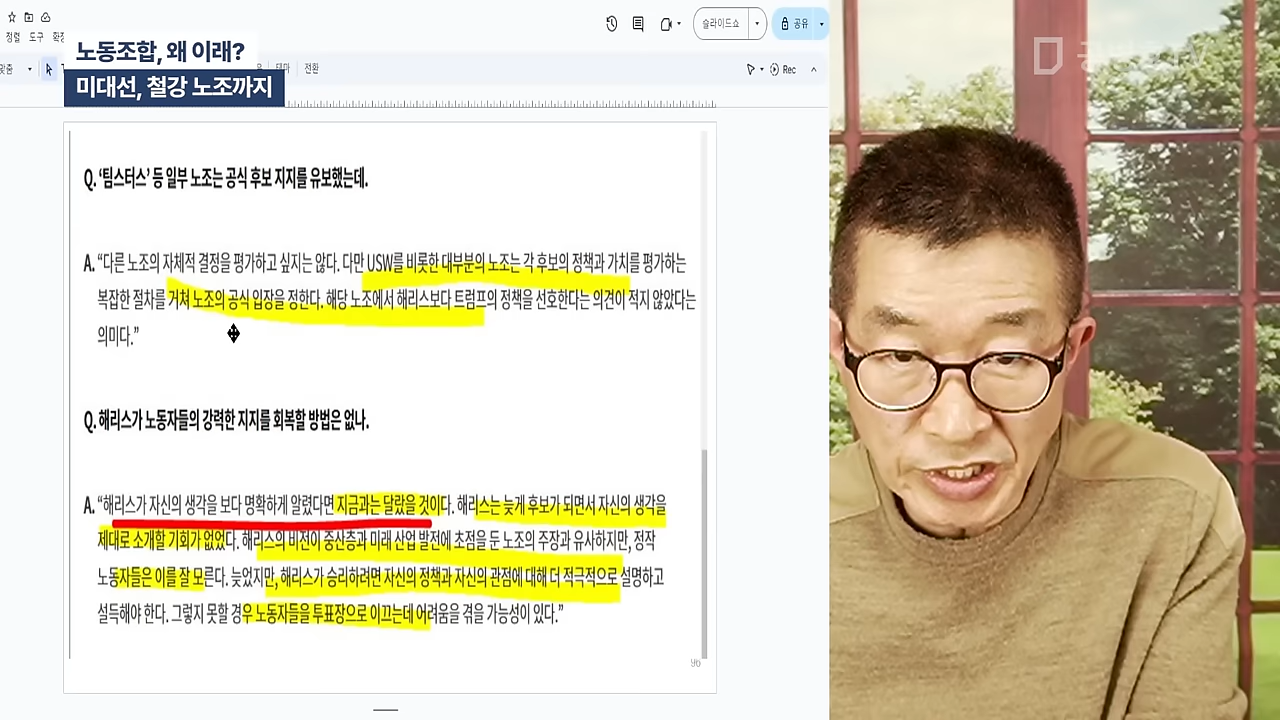 정렬 도구 확장
노동조합, 왜 이래?
미대선, 철강 노조까지
맞춤
테마 전환
슬라이드쇼
공유
Rec
Q. ‘팀스터스’ 등 일부 노조는 공식 후보 지지를 유보했는데.
A. “다른 노조의 자체적 결정을 평가하고 싶지는 않다. 다만 USW를 비롯한 대부분의 노조는 각 후보의 정책과 가치를 평가하는
복잡한 절차를 거쳐 노조의 공식 입장을 정한다. 해당 노조에서 해리스보다 트럼프의 정책을 선호한다는 의견이 적지 않았다는
의미다.”
Q. 해리스가 노동자들의 강력한 지지를 회복할 방법은 없나.
A. “해리스가 자신의 생각을 보다 명확하게 알렸다면 지금과는 달랐을 것이다. 해리스는 늦게 후보가 되면서 자신의 생각을
제대로 소개할 기회가 없었다. 해리스의 비전이 중산층과 미래 산업 발전에 초점을 둔 노조의 주장과 유사하지만, 정작
노동자들은 이를 잘 모른다. 늦었지만, 해리스가 승리하려면 자신의 정책과 자신의 관점에 대해 더 적극적으로 설명하고
설득해야 한다. 그렇지 못할 경우 노동자들을 투표장으로 이끄는데 어려움을 겪을 가능성이 있다.”
96